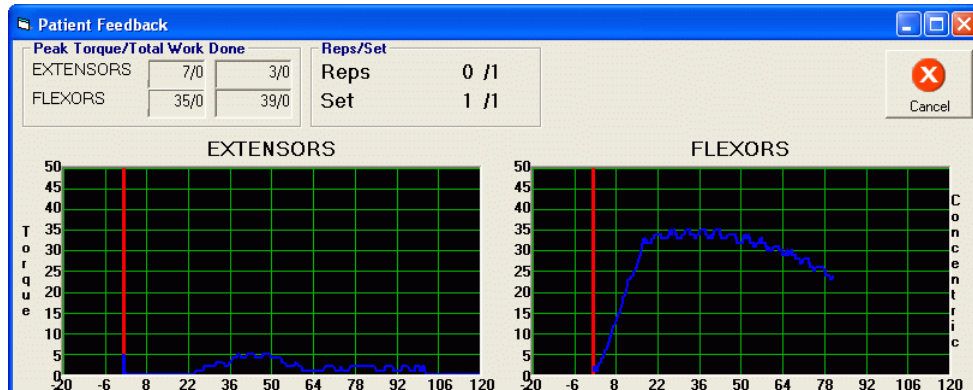 Patient Feedback
Peak Torque/Total Work Done
EXTENSORS 7/0 3/0
FLEXORS 35/0 39/0
Reps/Set
Reps 0 /1
Set 1 /1
Cancel
EXTENSORS
50
45
40
35
30
25
20
15
10
5
0
-20 -6 8 22 36 50 64 78 92 106 120
Torque
FLEXORS
50
45
40
35
30
25
20
15
10
5
0
-20 -6 8 22 36 50 64 78 92 106 120
Concentric